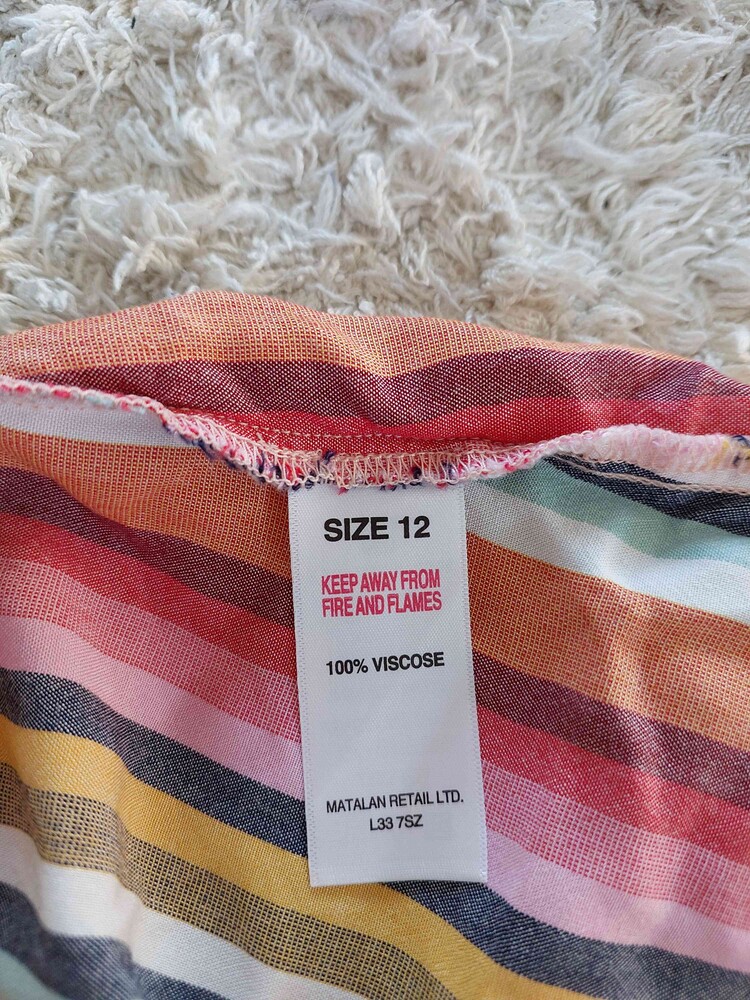 SIZE 12
KEEP AWAY FROM
FIRE AND FLAMES
100% VISCOSE
MATALAN RETAIL LTD.
L33 7SZ